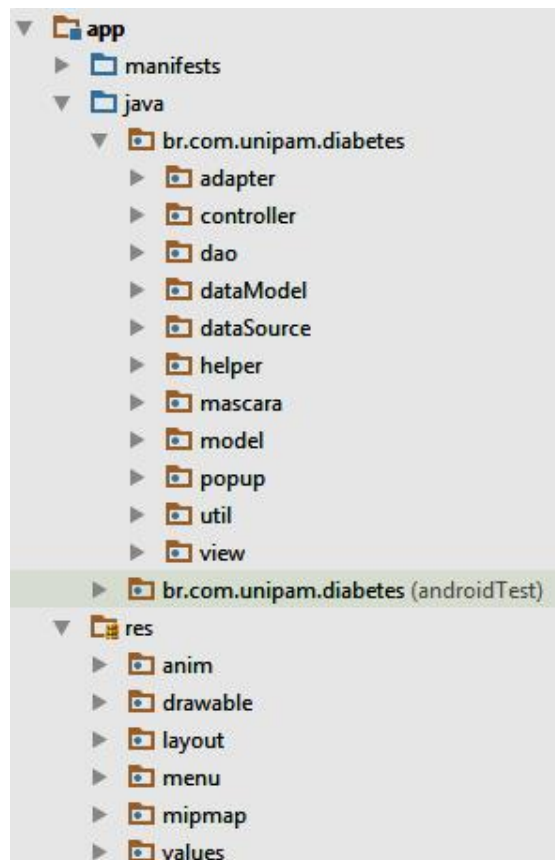 app
manifests
java
br.com.unipam.diabetes
adapter
controller
dao
dataModel
dataSource
helper
mascara
model
popup
util
view
br.com.unipam.diabetes (androidTest)
res
anim
drawable
layout
menu
mipmap
values